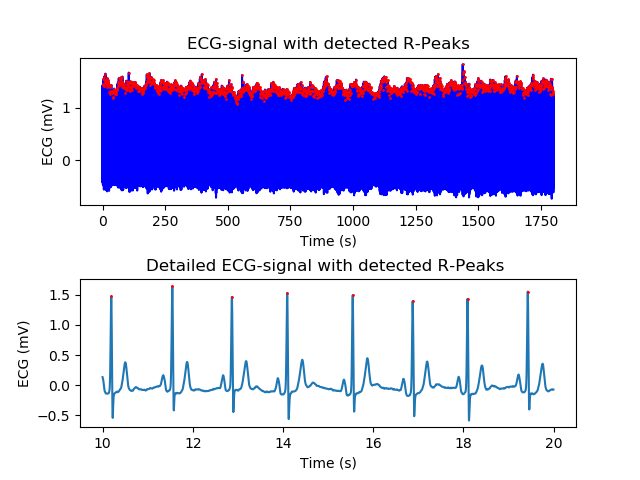 ECG-signal with detected R-Peaks
ECG (mV)
1
0
0 250 500 750 1000 1250 1500 1750
Time (s)
Detailed ECG-signal with detected R-Peaks
ECG (mV)
1.5
1.0
0.5
0.0
−0.5
10 12 14 16 18 20
Time (s)